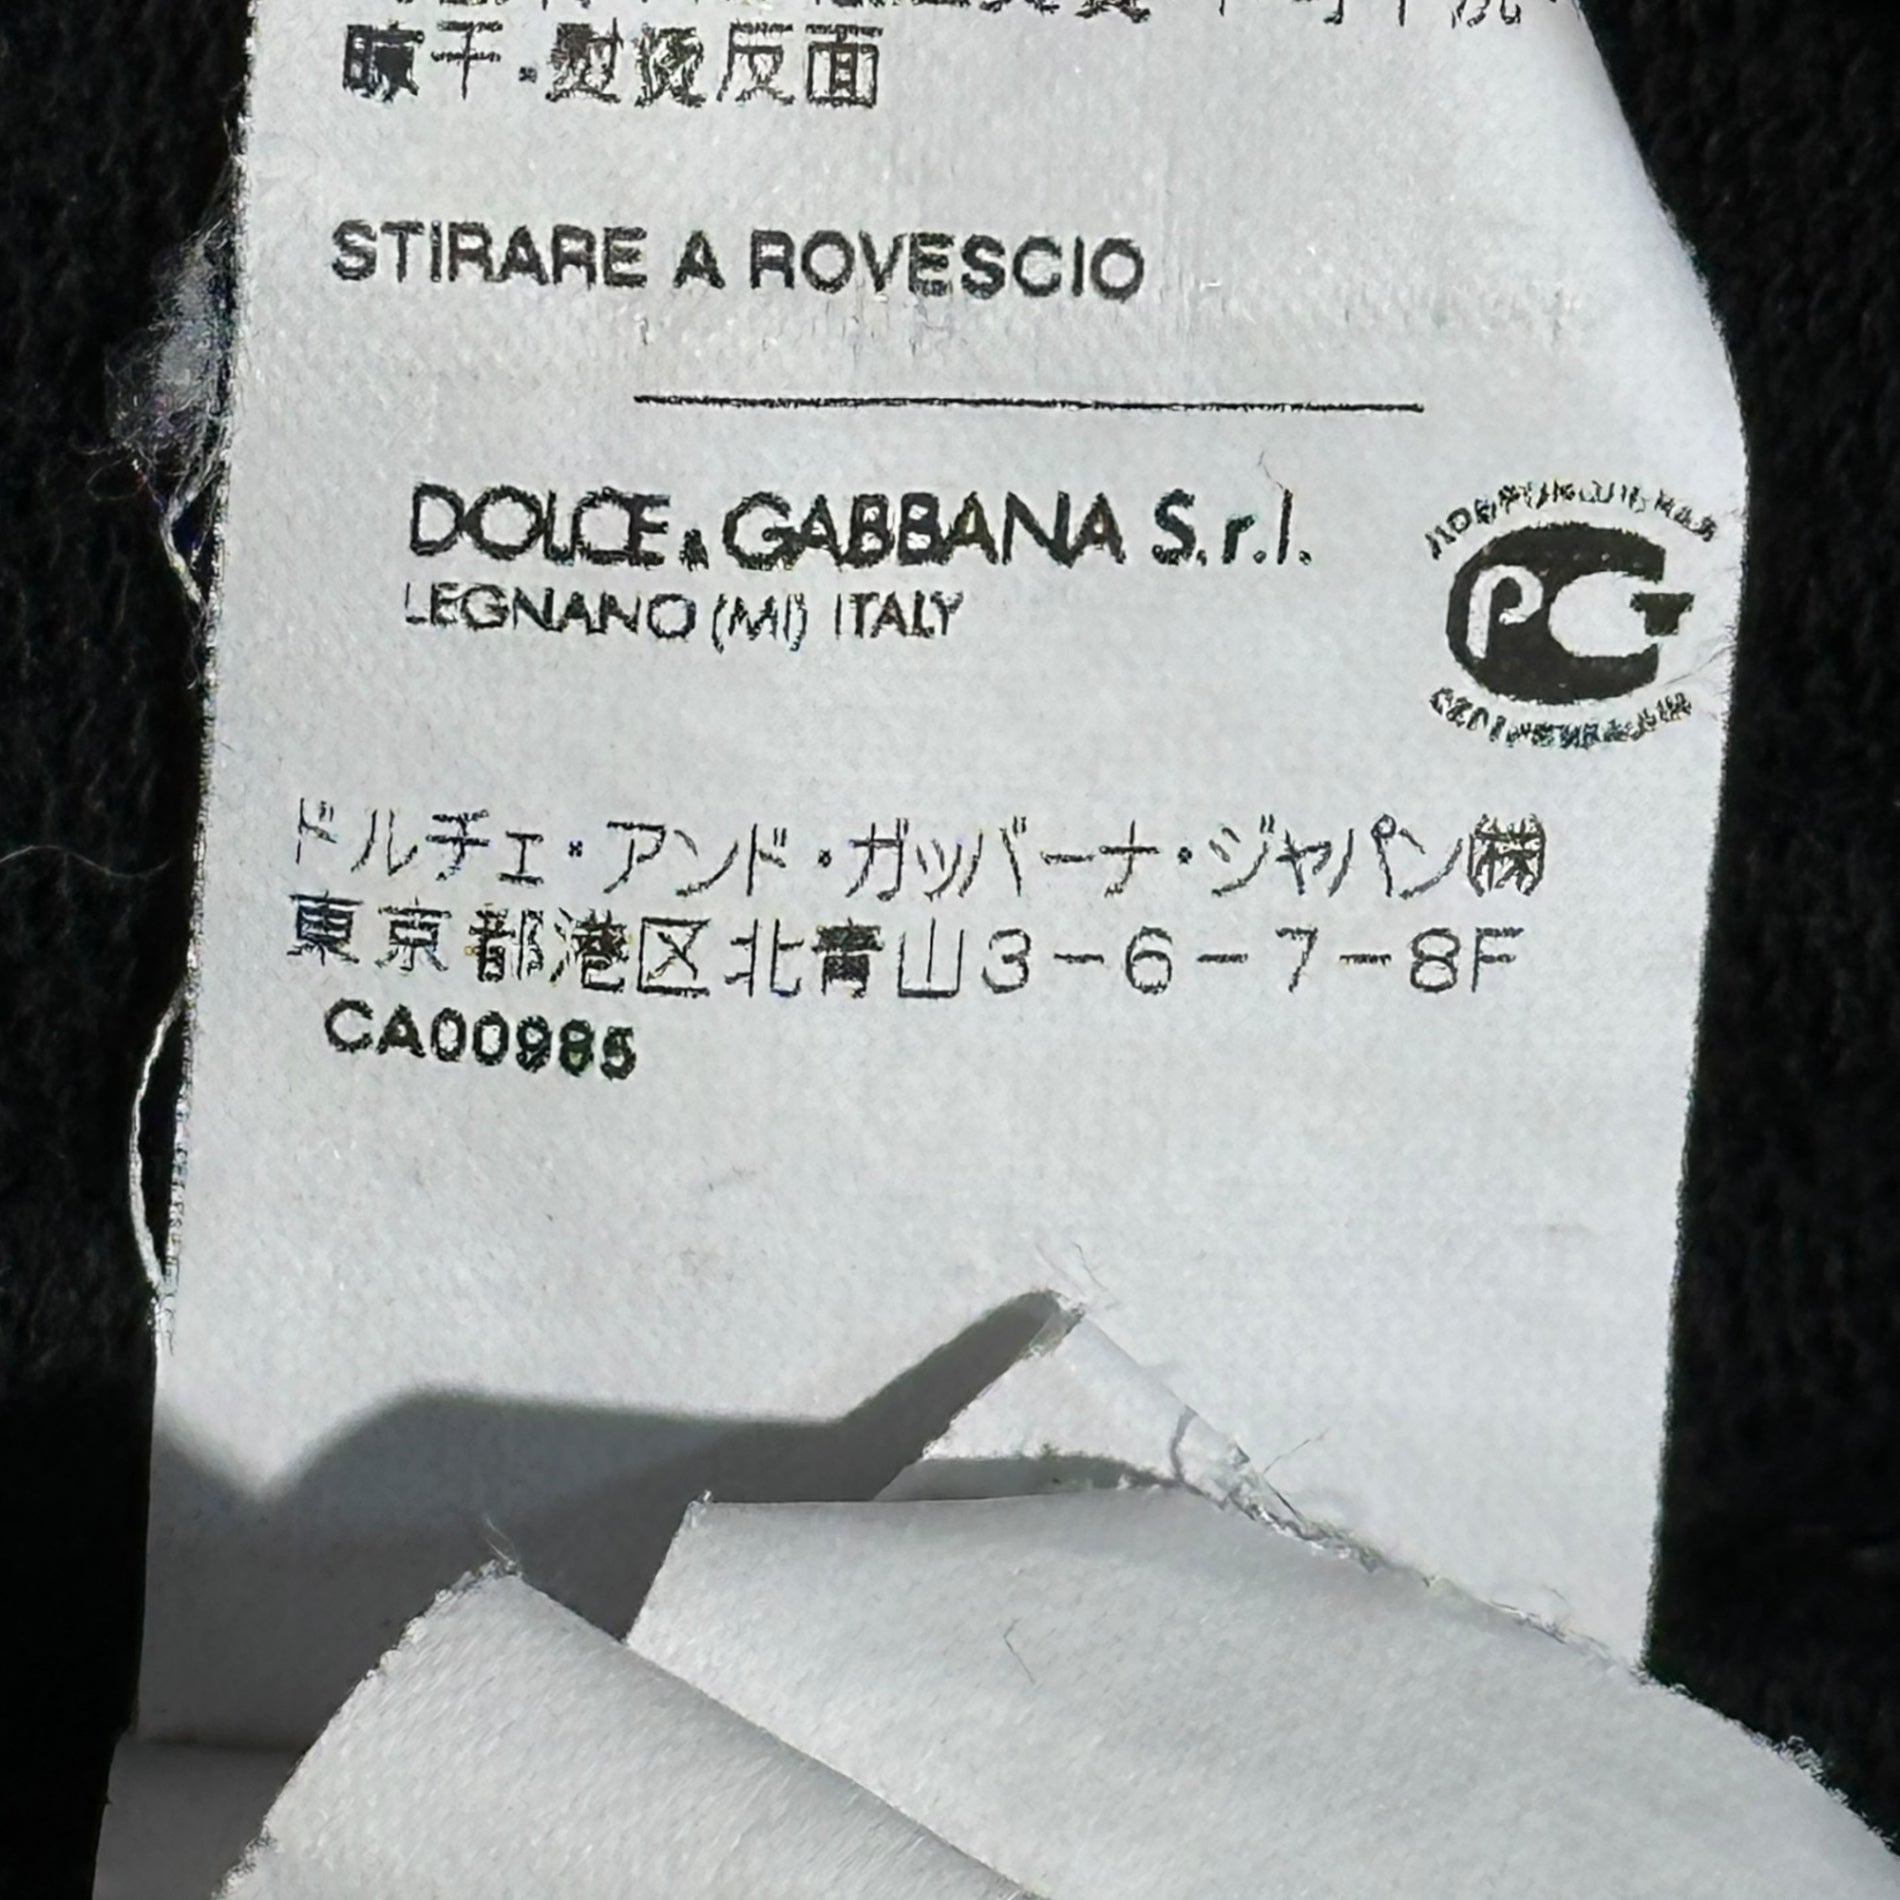 晾干·熨烫反面
STIRARE A ROVESCIO
DOLCE & GABBANA S.r.l.
LEGNANO (MI) ITALY
PG
ドルチェ・アンド・ガッバーナ・ジャパン㈱
東京都港区北青山3-6-7-8F
CA00985